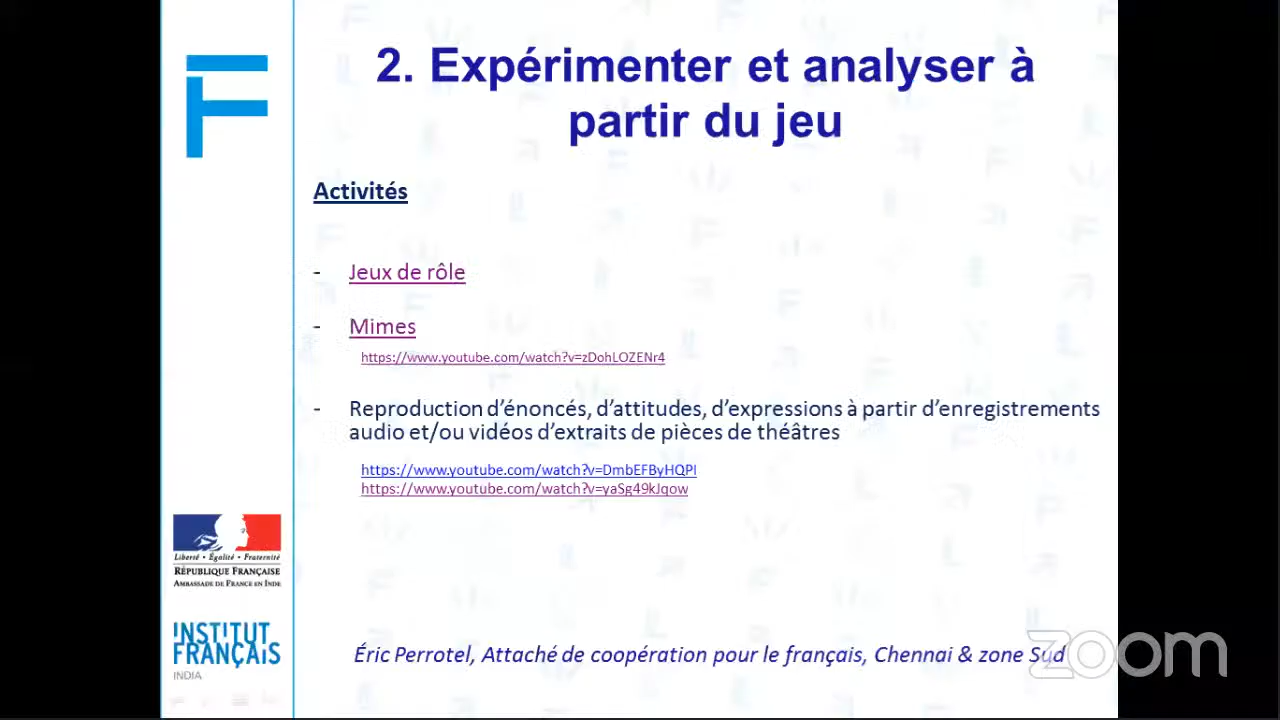 2. Expérimenter et analyser à
partir du jeu
Activités
- Jeux de rôle
- Mimes
https://www.youtube.com/watch?v=zDohLOZENr4
- Reproduction d'énoncés, d'attitudes, d'expressions à partir d'enregistrements
audio et/ou vidéos d'extraits de pièces de théâtres
https://www.youtube.com/watch?v=DmbEFByHQPI
https://www.youtube.com/watch?v=yaSg49kJqow
Liberté • Égalité • Fraternité
RÉPUBLIQUE FRANÇAISE
AMBASSADE DE FRANCE EN INDE
INSTITUT
FRANÇAIS
INDIA
Éric Perrotel, Attaché de coopération pour le français, Chennai & zone Sud
zoom